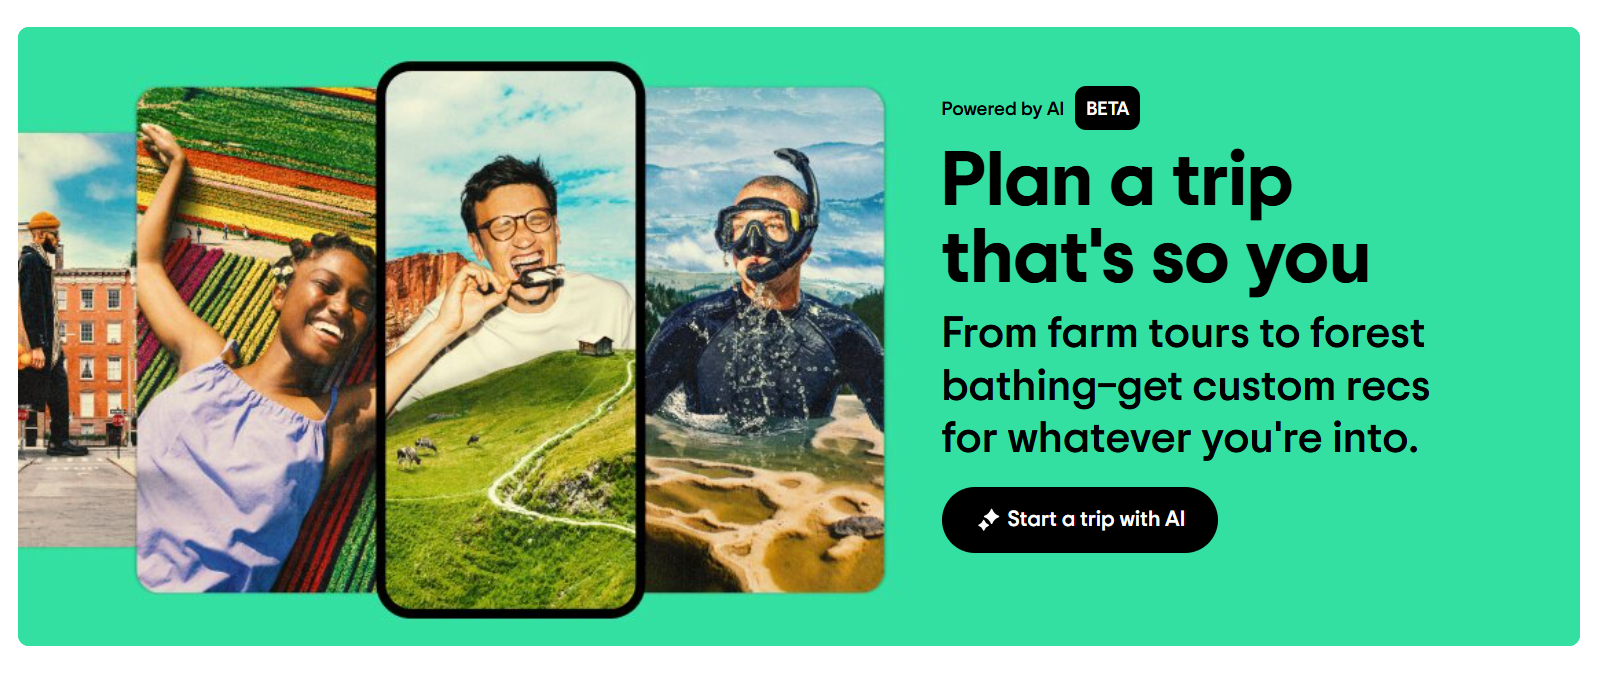 Powered by AI BETA
Plan a trip
that's so you
From farm tours to forest
bathing–get custom recs
for whatever you're into.
Start a trip with AI